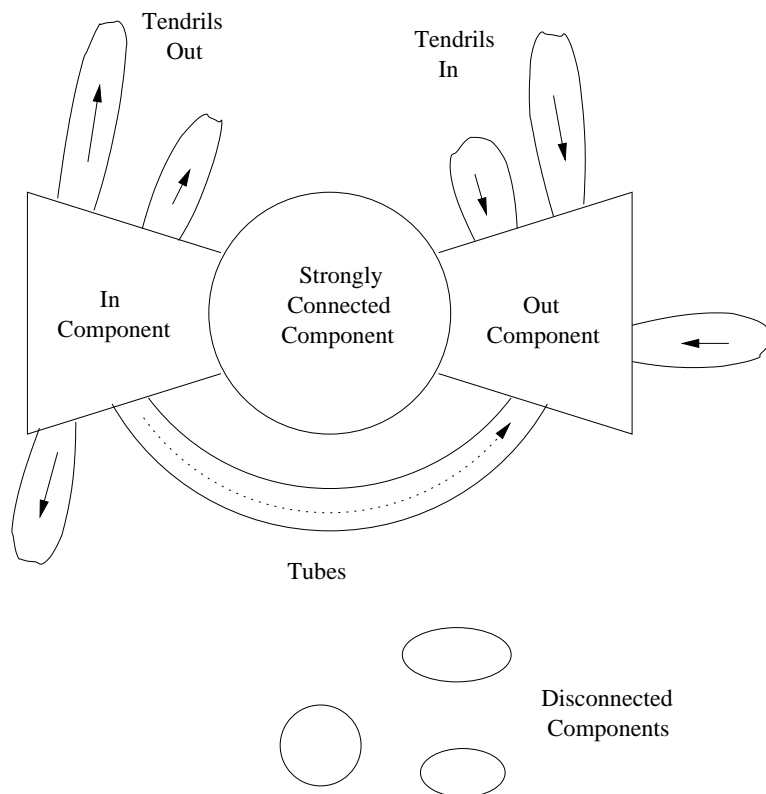 Tendrils
Out
Tendrils
In
In
Component
Strongly
Connected
Component
Out
Component
Tubes
Disconnected
Components